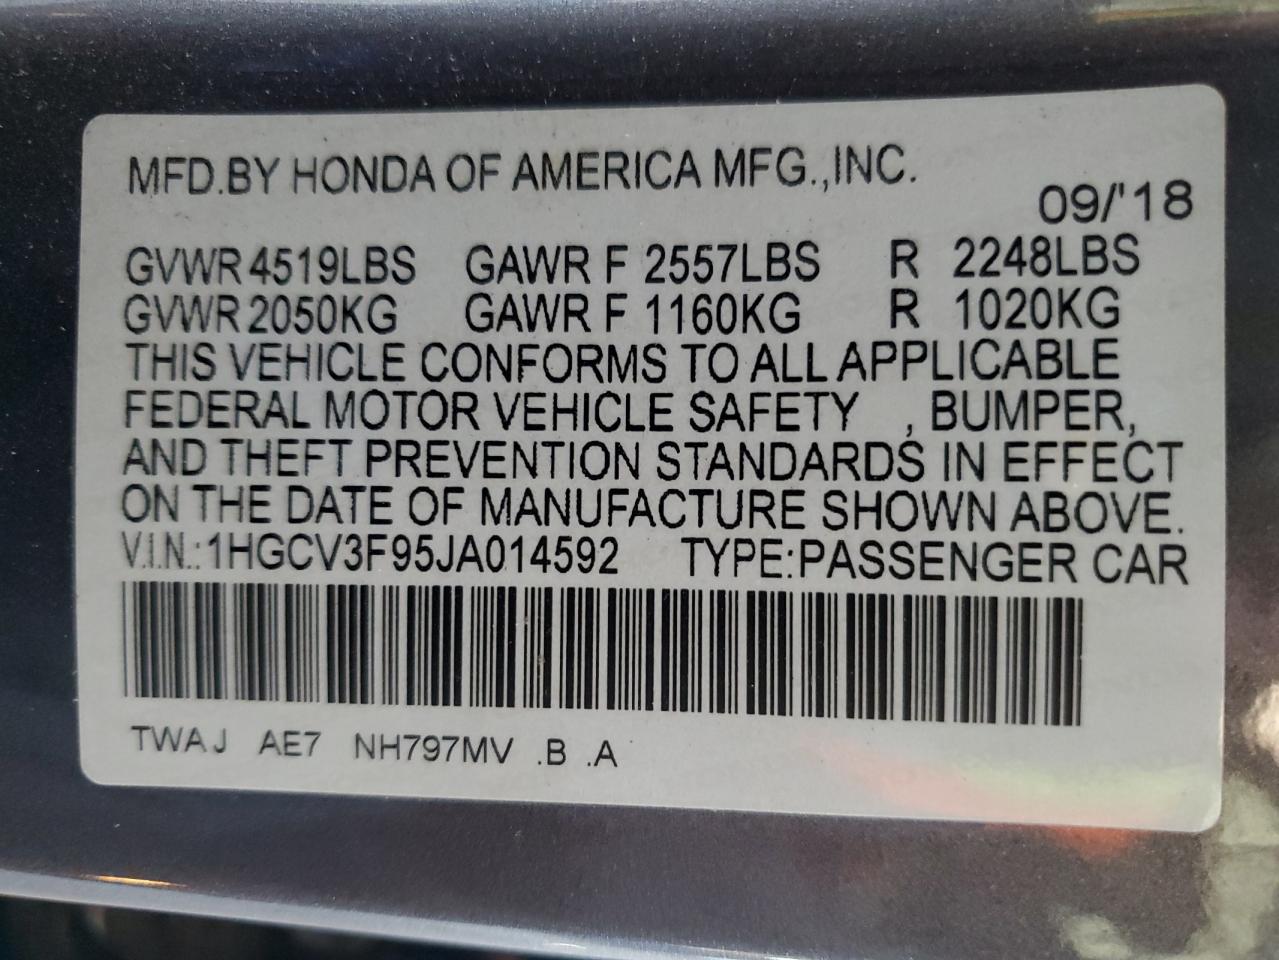 MFD.BY HONDA OF AMERICA MFG.,INC.
09/'18
GVWR 4519LBS GAWR F 2557LBS R 2248LBS
GVWR 2050KG GAWR F 1160KG R 1020KG
THIS VEHICLE CONFORMS TO ALL APPLICABLE
FEDERAL MOTOR VEHICLE SAFETY , BUMPER,
AND THEFT PREVENTION STANDARDS IN EFFECT
ON THE DATE OF MANUFACTURE SHOWN ABOVE.
V.I.N.:1HGCV3F95JA014592 TYPE:PASSENGER CAR
TWAJ AE7 NH797MV .B .A